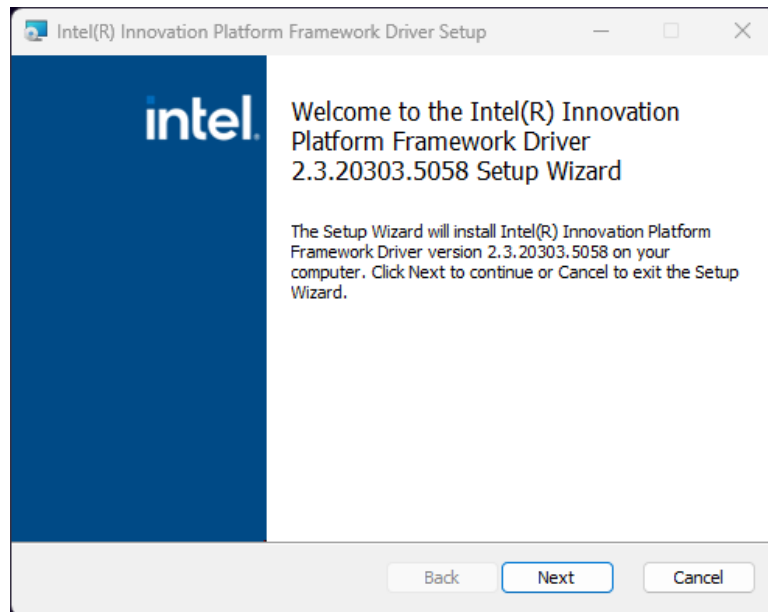 Intel(R) Innovation Platform Framework Driver Setup
intel.
Welcome to the Intel(R) Innovation
Platform Framework Driver
2.3.20303.5058 Setup Wizard
The Setup Wizard will install Intel(R) Innovation Platform
Framework Driver version 2.3.20303.5058 on your
computer. Click Next to continue or Cancel to exit the Setup
Wizard.
Back
Next
Cancel